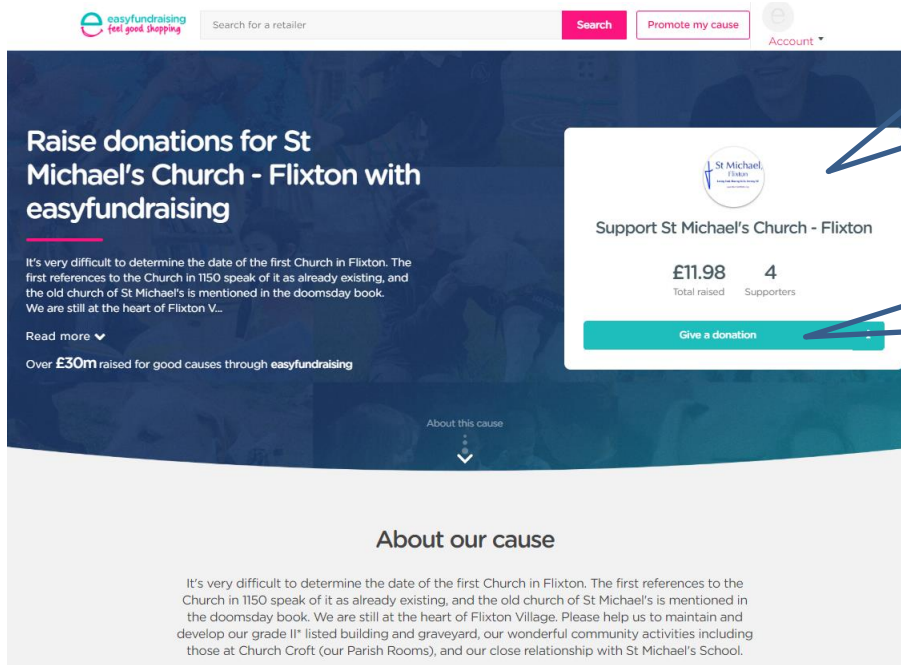 easyfundraising
feel good shopping
Search for a retailer
Search
Promote my cause
e
Account
Raise donations for St
Michael's Church - Flixton with
easyfundraising
It's very difficult to determine the date of the first Church in Flixton. The
first references to the Church in 1150 speak of it as already existing, and
the old church of St Michael's is mentioned in the doomsday book.
We are still at the heart of Flixton V...
Read more
Over £30m raised for good causes through easyfundraising
St Michael
Flixton
Support St Michael's Church - Flixton
£11.98 4
Total raised Supporters
Give a donation
About this cause
About our cause
It's very difficult to determine the date of the first Church in Flixton. The first references to the
Church in 1150 speak of it as already existing, and the old church of St Michael's is mentioned in
the doomsday book. We are still at the heart of Flixton Village. Please help us to maintain and
develop our grade II* listed building and graveyard, our wonderful community activities including
those at Church Croft (our Parish Rooms), and our close relationship with St Michael's School.